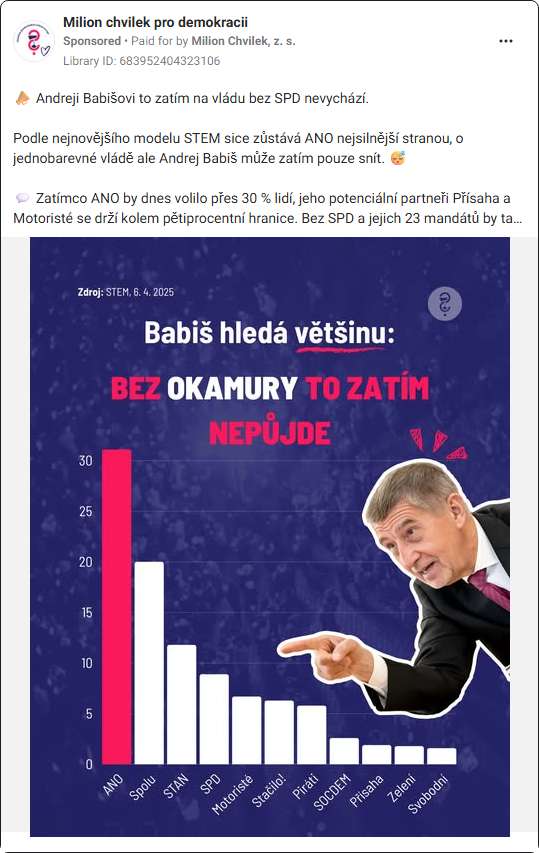 Milion chvilek pro demokracii
Sponsored • Paid for by Milion Chvilek, z. s.
Library ID: 683952404323106
📣 Andreji Babišovi to zatím na vládu bez SPD nevychází.
Podle nejnovějšího modelu STEM sice zůstává ANO nejsilnější stranou, o
jednobarevné vládě ale Andrej Babiš může zatím pouze snít. 😴
💬 Zatímco ANO by dnes volilo přes 30 % lidí, jeho potenciální partneři Přísaha a
Motoristé se drží kolem pětiprocentní hranice. Bez SPD a jejich 23 mandátů by ta...
Zdroj: STEM, 6. 4. 2025
Babiš hledá většinu:
BEZ OKAMURY TO ZATÍM
NEPŮJDE
30
25
20
15
10
5
0
ANO
Spolu
STAN
SPD
Motoristé
Stačilo!
Piráti
SOCDEM
Přísaha
Zelení
Svobodní